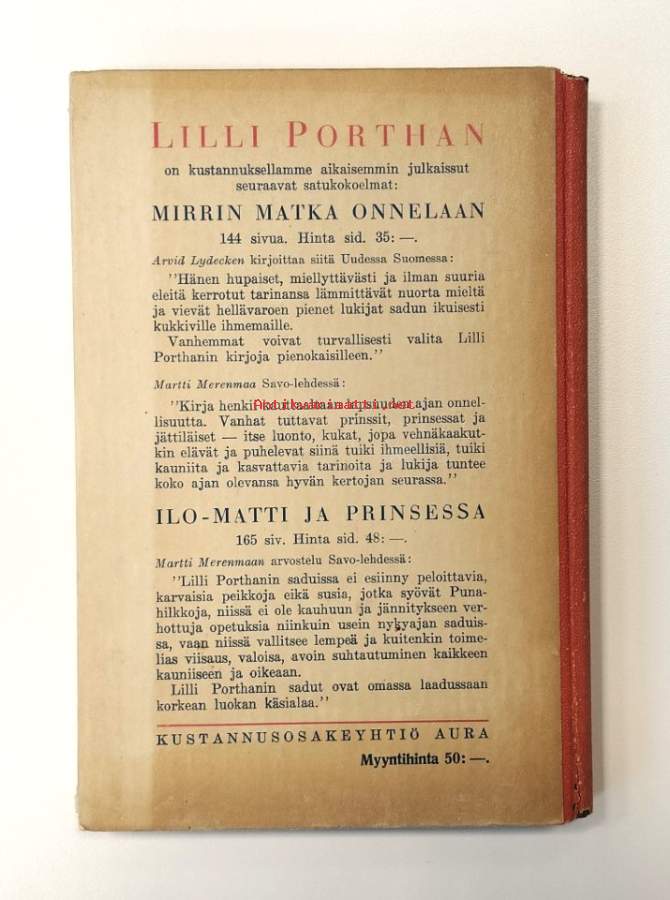 LILLI PORTHAN
on kustannuksellamme aikaisemmin julkaissut
seuraavat satukokoelmat:
MIRRIN MATKA ONNELAAN
144 sivua. Hinta sid. 35: —.
Arvid Lydecken kirjoittaa siitä Uudessa Suomessa:
"Hänen hupaiset, miellyttävästi ja ilman suuria
eleitä kerrotut tarinansa lämmittävät nuorta mieltä
ja vievät hellävaroen pienet lukijat sadun ikuisesti
kukkiville ihmemaille.
Vanhemmat voivat turvallisesti valita Lilli
Porthanin kirjoja pienokaisilleen."
Martti Merenmaa Savo-lehdessä:
"Kirja henkii lapsuuden ajan onnel-
lisuutta. Vanhat tuttavat prinssit, prinsessat ja
jättiläiset — itse luonto, kukat, jopa vehnäkaakut-
kin elävät ja puhelevat siinä tuiki ihmeellisiä, tuiki
kauniita ja kasvattavia tarinoita ja lukija tuntee
koko ajan olevansa hyvän kertojan seurassa."
ILO-MATTI JA PRINSESSA
165 siv. Hinta sid. 48: —.
Martti Merenmaan arvostelu Savo-lehdessä:
"Lilli Porthanin saduissa ei esiinny peloittavia,
karvaisia peikkoja eikä susia, jotka syövät Puna-
hilkkoja, niissä ei ole kauhuun ja jännitykseen ver-
hottuja opetuksia niinkuin usein nykyajan saduis-
sa, vaan niissä vallitsee lempeä ja kuitenkin toime-
lias viisaus, valoisa, avoin suhtautuminen kaikkeen
kauniiseen ja oikeaan.
Lilli Porthanin sadut ovat omassa laadussaan
korkean luokan käsialaa."
KUSTANNUSOSAKEYHTIÖ AURA
Myyntihinta 50: —.